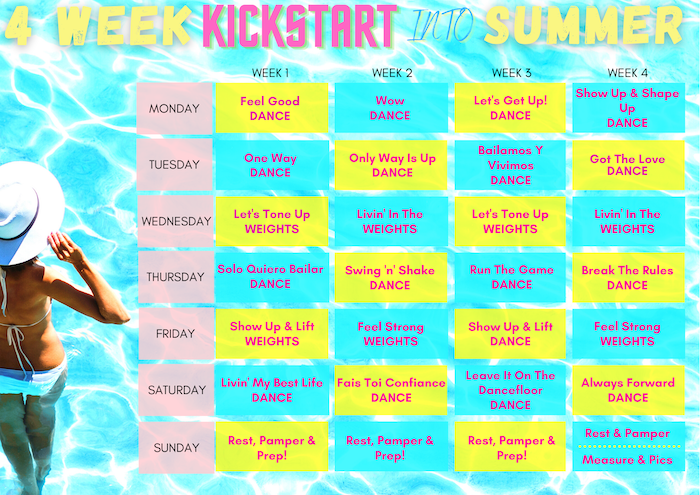 4 WEEK KICKSTART INTO SUMMER
WEEK 1 WEEK 2 WEEK 3 WEEK 4
MONDAY
Feel Good
DANCE
Wow
DANCE
Let's Get Up!
DANCE
Show Up & Shape
Up
DANCE
TUESDAY
One Way
DANCE
Only Way Is Up
DANCE
Bailamos Y
Vivimos
DANCE
Got The Love
DANCE
WEDNESDAY
Let's Tone Up
WEIGHTS
Livin' In The
WEIGHTS
Let's Tone Up
WEIGHTS
Livin' In The
WEIGHTS
THURSDAY
Solo Quiero Bailar
DANCE
Swing 'n' Shake
DANCE
Run The Game
DANCE
Break The Rules
DANCE
FRIDAY
Show Up & Lift
WEIGHTS
Feel Strong
WEIGHTS
Show Up & Lift
DANCE
Feel Strong
WEIGHTS
SATURDAY
Livin' My Best Life
DANCE
Fais Toi Confiance
DANCE
Leave It On The
Dancefloor
DANCE
Always Forward
DANCE
SUNDAY
Rest, Pamper &
Prep!
Rest, Pamper &
Prep!
Rest, Pamper &
Prep!
Rest & Pamper
Measure & Pics